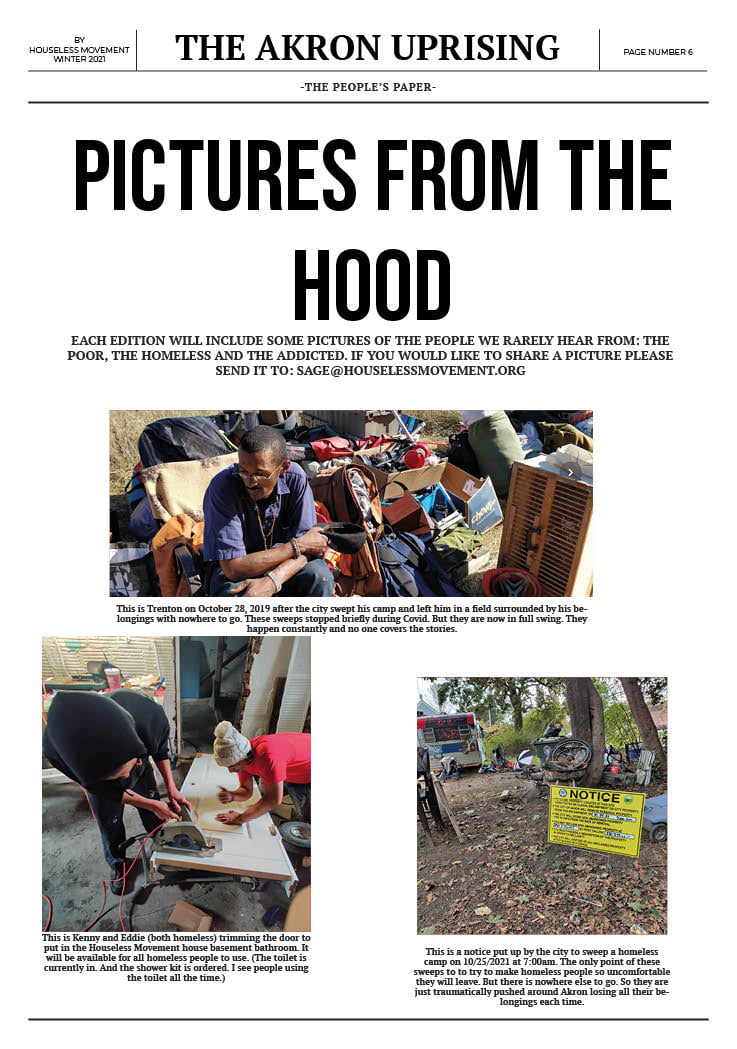 BY
HOUSELESS MOVEMENT
WINTER 2021
THE AKRON UPRISING
PAGE NUMBER 6
-THE PEOPLE'S PAPER-
PICTURES FROM THE
HOOD
EACH EDITION WILL INCLUDE SOME PICTURES OF THE PEOPLE WE RARELY HEAR FROM: THE
POOR, THE HOMELESS AND THE ADDICTED. IF YOU WOULD LIKE TO SHARE A PICTURE PLEASE
SEND IT TO: SAGE@HOUSELESSMOVEMENT.ORG
chewy
This is Trenton on October 28, 2019 after the city swept his camp and left him in a field surrounded by his be-
longings with nowhere to go. These sweeps stopped briefly during Covid. But they are now in full swing. They
happen constantly and no one covers the stories.
This is Kenny and Eddie (both homeless) trimming the door to
put in the Houseless Movement house basement bathroom. It
will be available for all homeless people to use. (The toilet is
currently in. And the shower kit is ordered. I see people using
the toilet all the time.)
NOTICE
This is a notice put up by the city to sweep a homeless
camp on 10/25/2021 at 7:00am. The only point of these
sweeps to to try to make homeless people so uncomfortable
they will leave. But there is nowhere else to go. So they are
just traumatically pushed around Akron losing all their be-
longings each time.